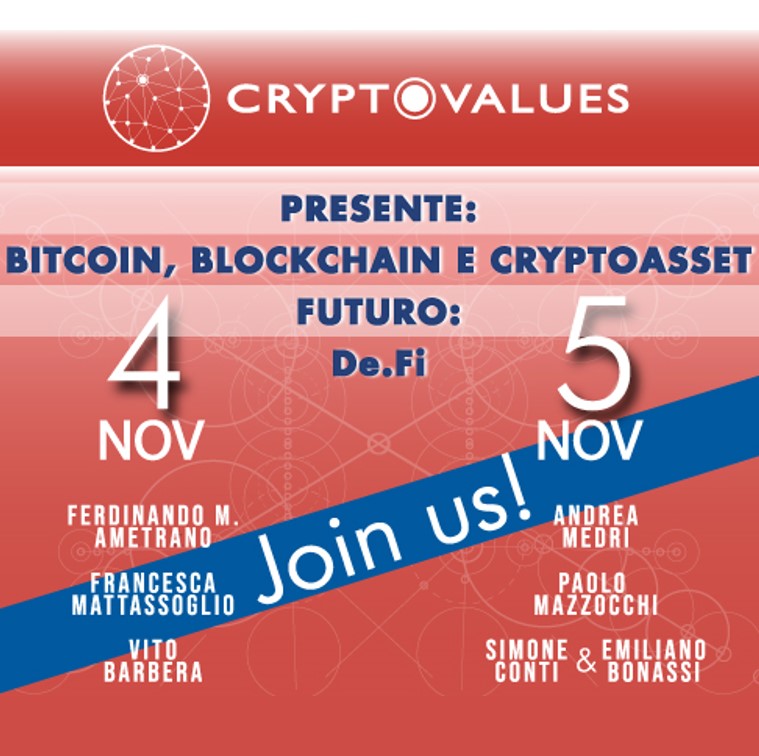 CRYPTOVALUES
PRESENTE:
BITCOIN, BLOCKCHAIN E CRYPTOASSET
FUTURO:
De.Fi
4
NOV
5
NOV
Join us!
FERDINANDO M.
AMETRANO
FRANCESCA
MATTASSOGLIO
VITO
BARBERA
ANDREA
MEDRI
PAOLO
MAZZOCCHI
SIMONE
CONTI
&
EMILIANO
BONASSI